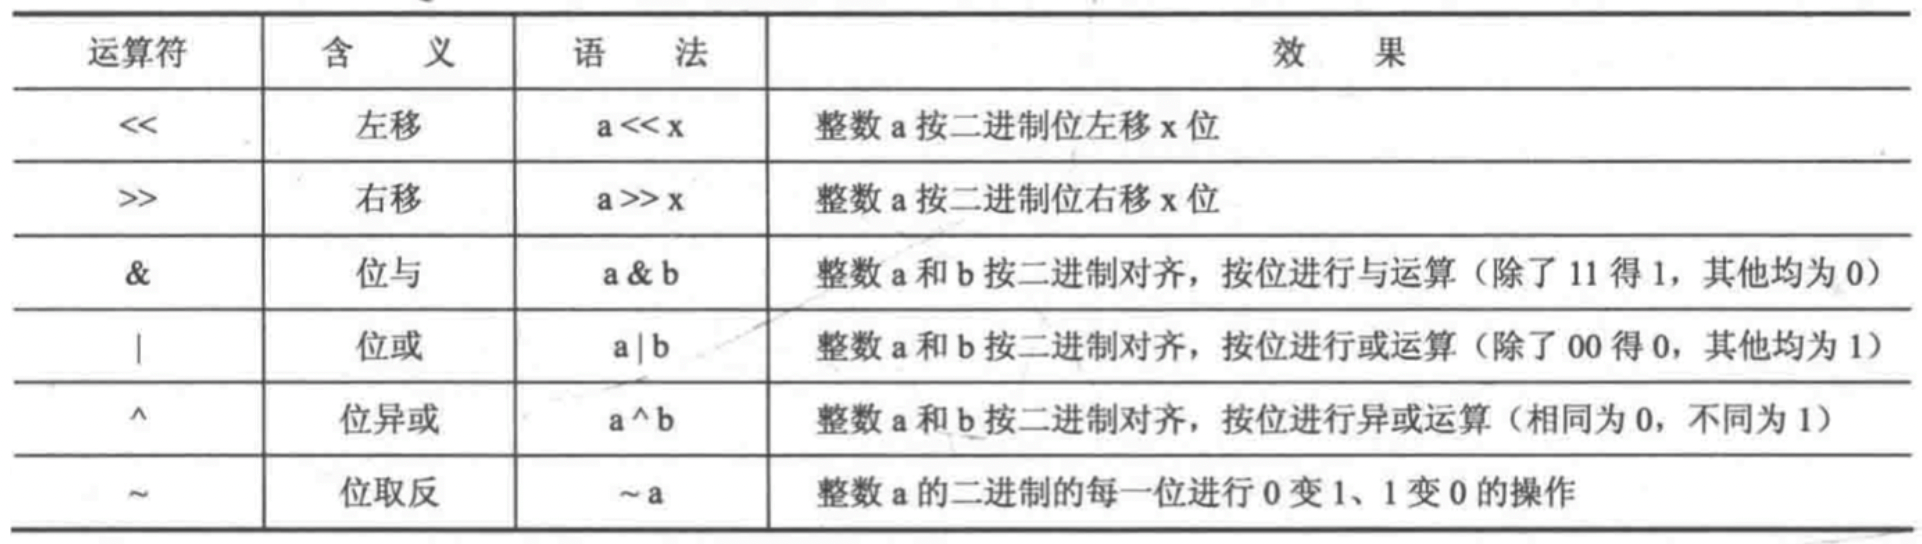 运算符 含 义 语 法 效 果
<< 左移 a << x 整数 a 按二进制位左移 x 位
>> 右移 a >> x 整数 a 按二进制位右移 x 位
& 位与 a & b 整数 a 和 b 按二进制对齐，按位进行与运算（除了 11 得 1，其他均为 0）
| 位或 a | b 整数 a 和 b 按二进制对齐，按位进行或运算（除了 00 得 0，其他均为 1）
^ 位异或 a ^ b 整数 a 和 b 按二进制对齐，按位进行异或运算（相同为 0，不同为 1）
~ 位取反 ~ a 整数 a 的二进制的每一位进行 0 变 1、1 变 0 的操作